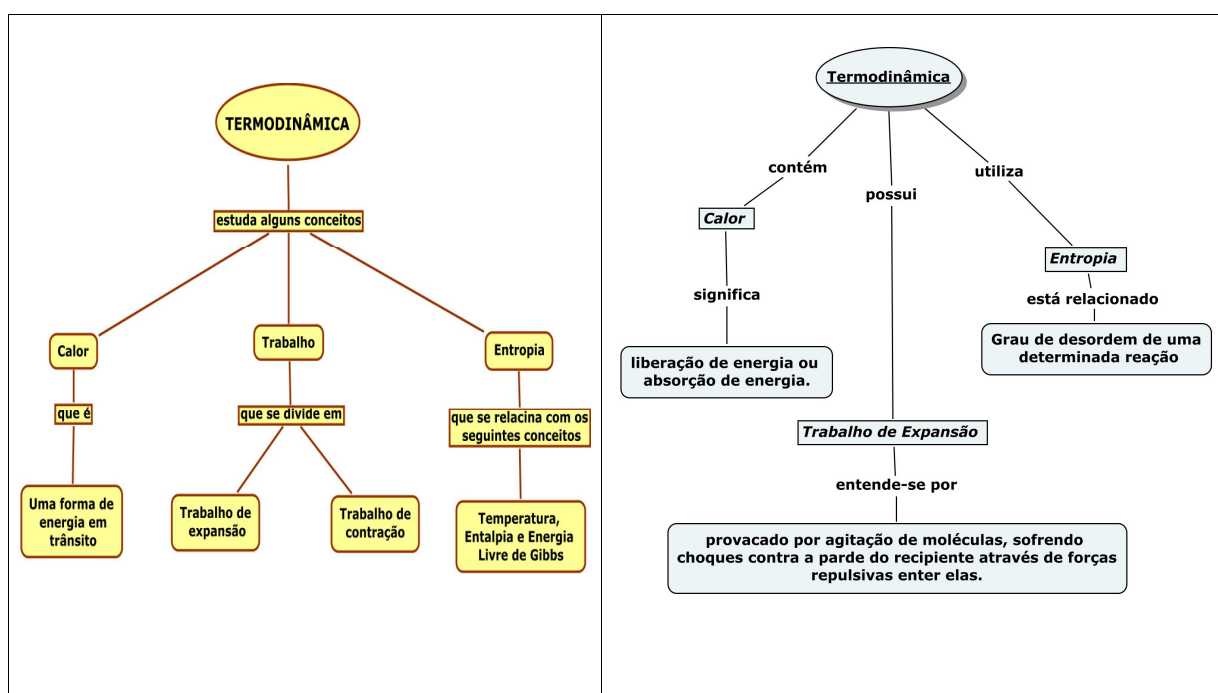 TERMODINÂMICA
estuda alguns conceitos
Calor
Trabalho
Entropia
que é
que se divide em
que se relacina com os
seguintes conceitos
Uma forma de
energia em
trânsito
Trabalho de
expansão
Trabalho de
contração
Temperatura,
Entalpia e Energia
Livre de Gibbs
Termodinâmica
contém
possui
utiliza
Calor
Entropia
significa
está relacionado
liberação de energia ou
absorção de energia.
Grau de desordem de uma
determinada reação
Trabalho de Expansão
entende-se por
provacado por agitação de moléculas, sofrendo
choques contra a parde do recipiente através de forças
repulsivas enter elas.